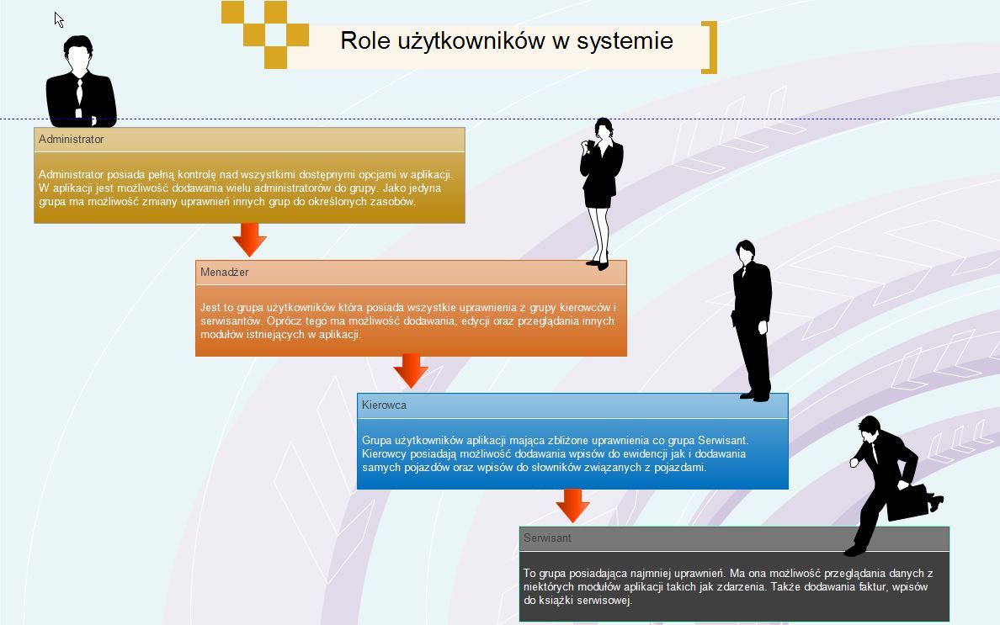 Role użytkowników w systemie
Administrator
Administrator posiada pełną kontrolę nad wszystkimi dostępnymi opcjami w aplikacji.
W aplikacji jest możliwość dodawania wielu administratorów do grupy. Jako jedyna
grupa ma możliwość zmiany uprawnień innych grup do określonych zasobów.
Menadżer
Jest to grupa użytkowników która posiada wszystkie uprawnienia z grupy kierowców i
serwisantów. Oprócz tego ma możliwość dodawania, edycji oraz przeglądania innych
modułów istniejących w aplikacji.
Kierowca
Grupa użytkowników aplikacji mająca zbliżone uprawnienia co grupa Serwisant.
Kierowcy posiadają możliwość dodawania wpisów do ewidencji jak i dodawania
samych pojazdów oraz wpisów do słowników związanych z pojazdami.
Serwisant
To grupa posiadająca najmniej uprawnień. Ma ona możliwość przeglądania danych z
niektórych modułów aplikacji takich jak zdarzenia. Także dodawania faktur, wpisów
do książki serwisowej.